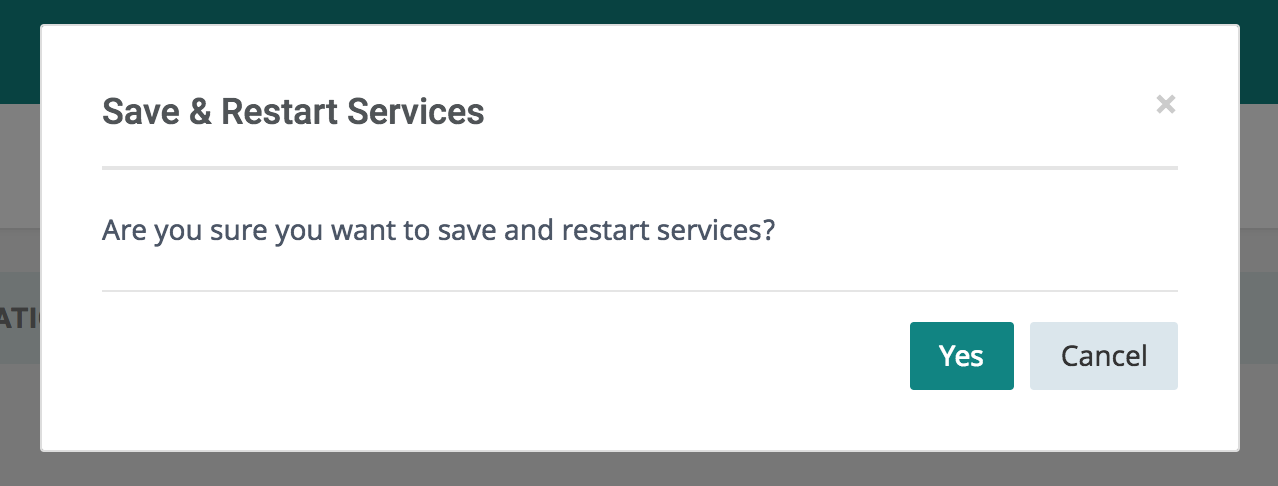 Save & Restart Services
×
Are you sure you want to save and restart services?
Yes
Cancel